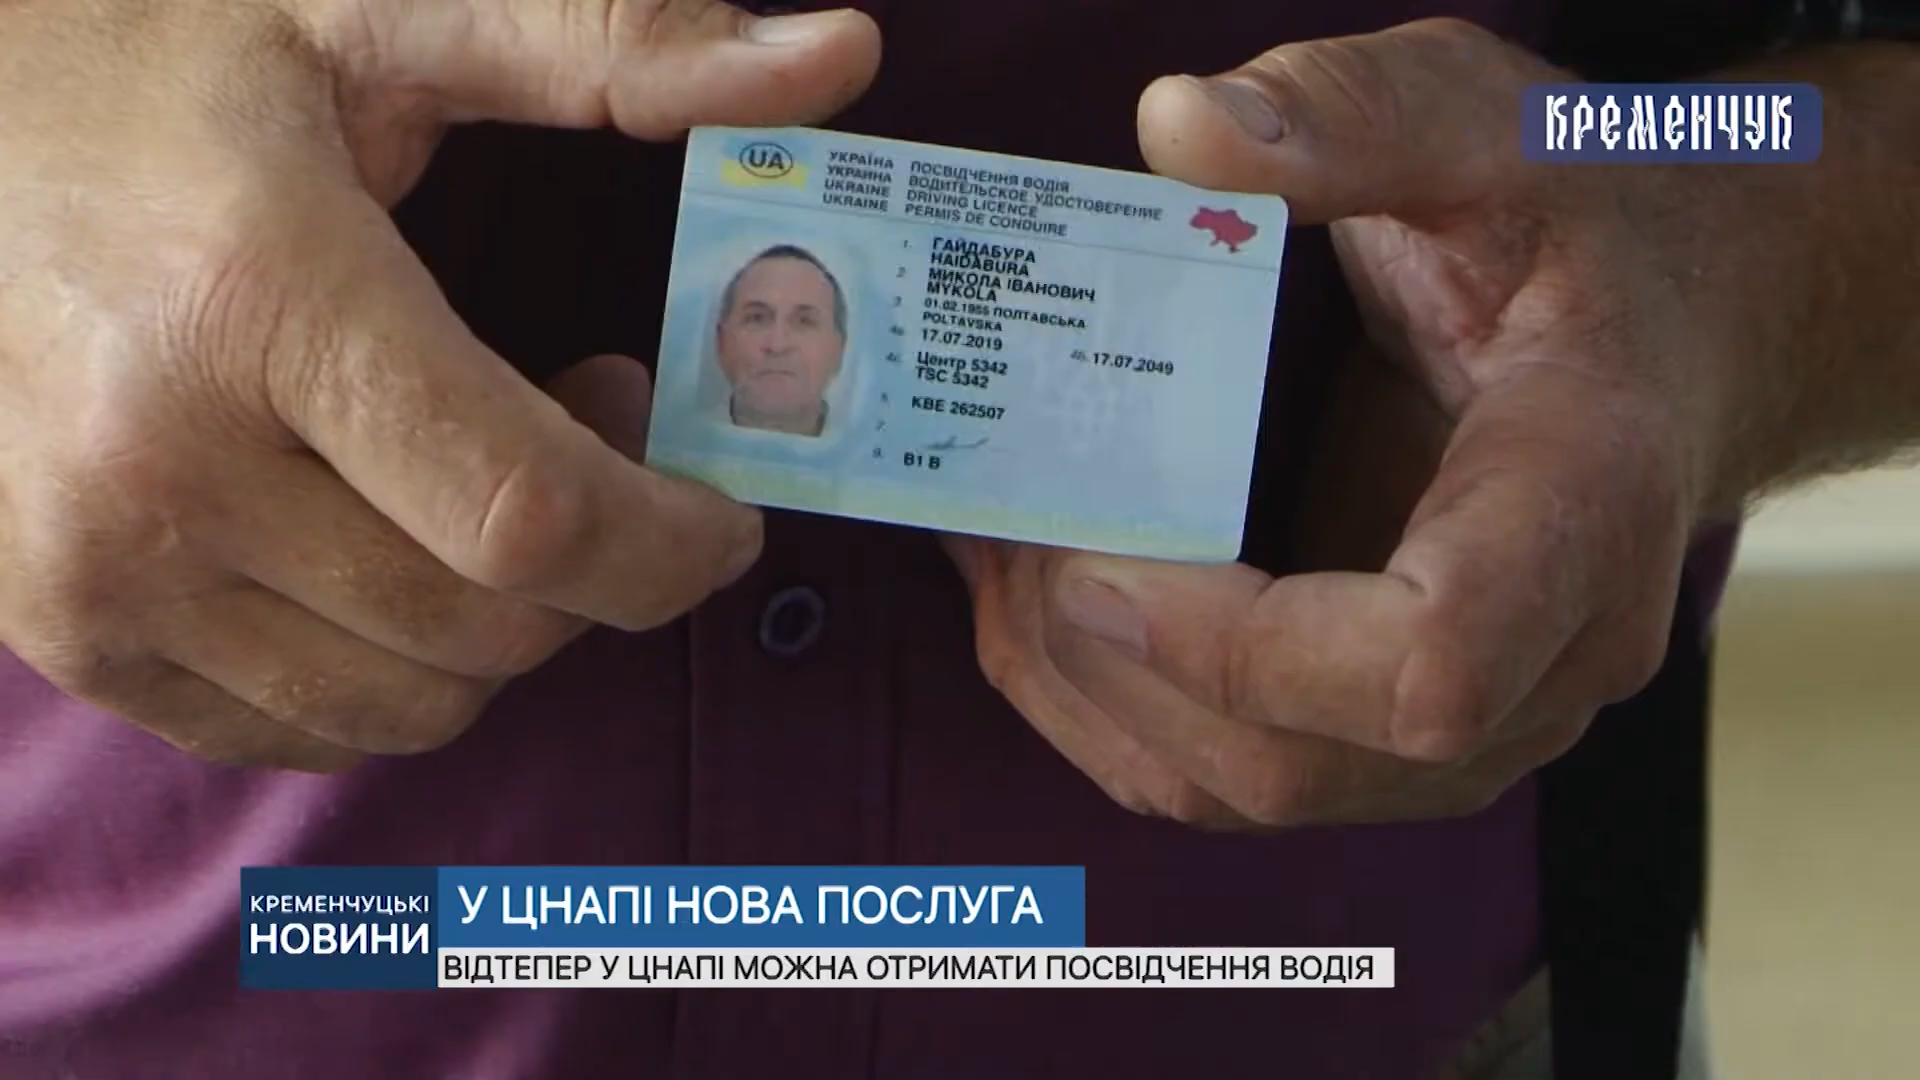 КРЕМЕНЧУК
UA
УКРАЇНА ПОСВІДЧЕННЯ ВОДІЯ
УКРАИНА ВОДИТЕЛЬСКОЕ УДОСТОВЕРЕНИЕ
UKRAINE DRIVING LICENCE
UKRAINE PERMIS DE CONDUIRE
1. ГАЙДАБУРА
HAIDABURA
2 МИКОЛА ІВАНОВИЧ
MYKOLA
3 01.02.1955 ПОЛТАВСЬКА
POLTAVSKA
4a 17.07.2019 4b. 17.07.2049
4c. Центр 5342
TSC 5342
5 KBE 262507
7.
9. B1 B
КРЕМЕНЧУЦЬКІ
НОВИНИ
У ЦНАПІ НОВА ПОСЛУГА
ВІДТЕПЕР У ЦНАПІ МОЖНА ОТРИМАТИ ПОСВІДЧЕННЯ ВОДІЯ